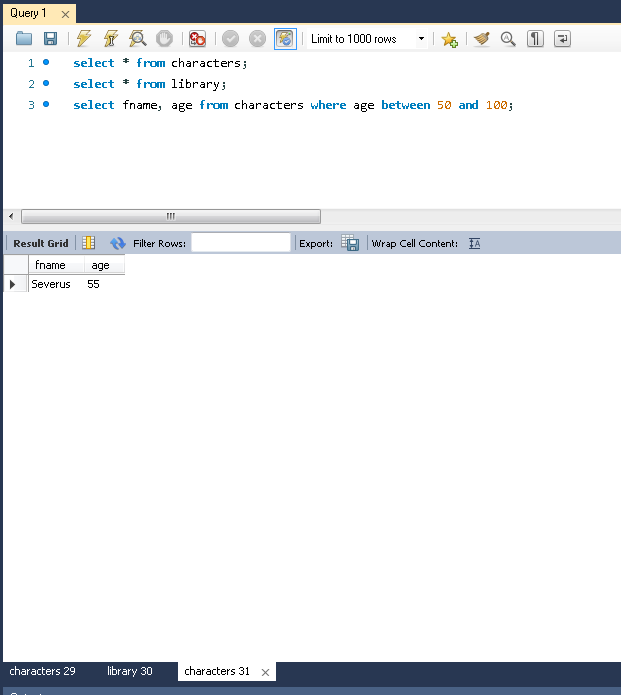 Query 1
Limit to 1000 rows
1 select * from characters;
2 select * from library;
3 select fname, age from characters where age between 50 and 100;
Result Grid Filter Rows: Export: Wrap Cell Content:
fname age
Severus 55
characters 29 library 30 characters 31